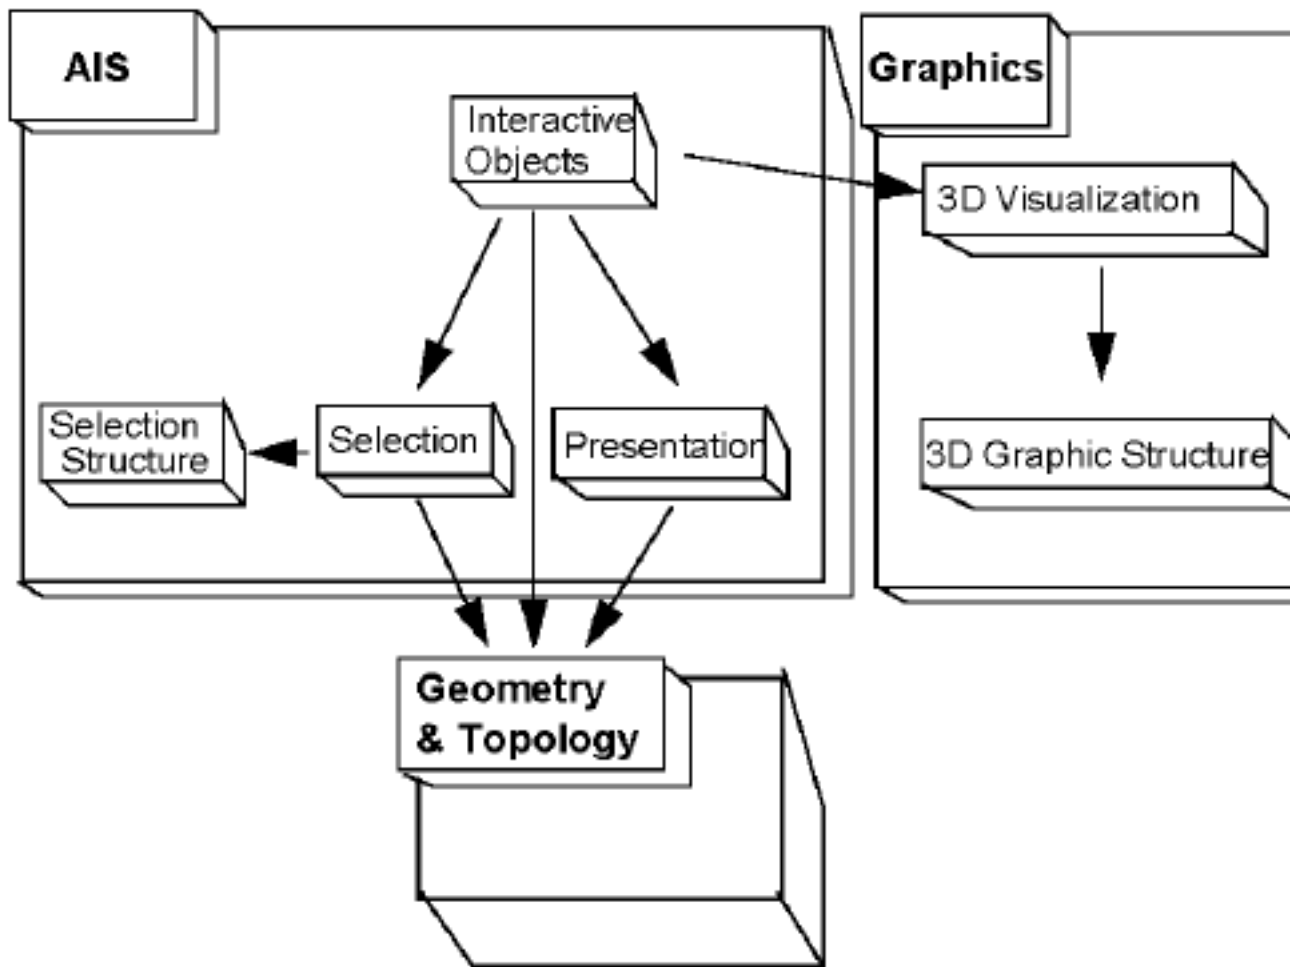 AIS
Graphics
Interactive
Objects
3D Visualization
Selection
Structure
Selection
Presentation
3D Graphic Structure
Geometry
& Topology